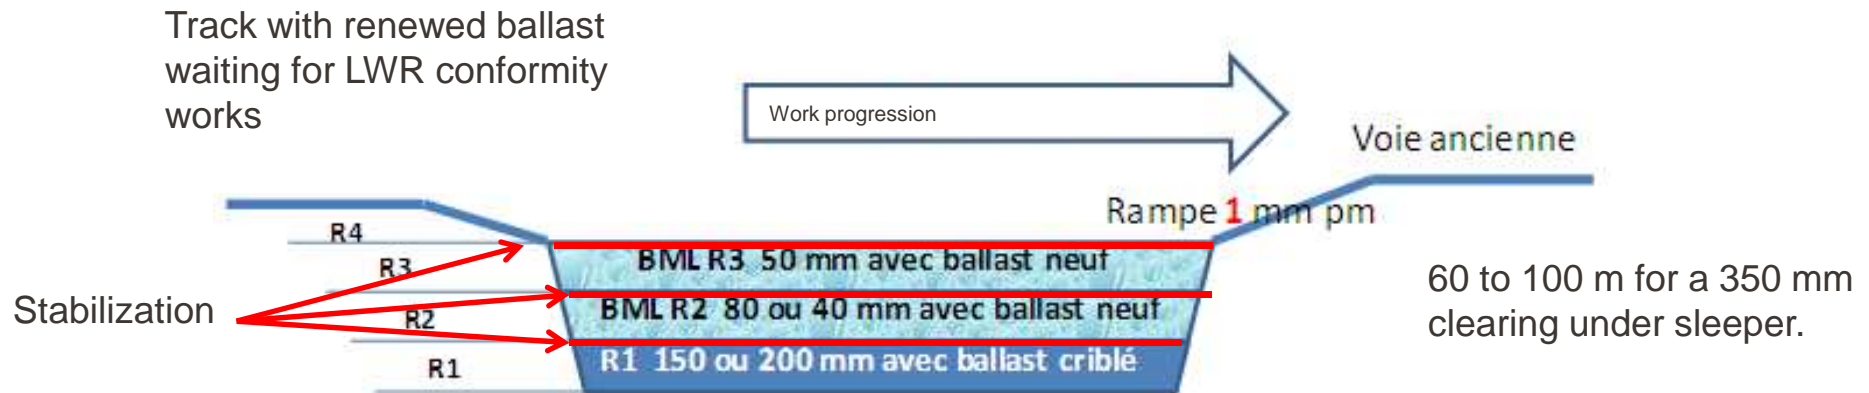 Track with renewed ballast
waiting for LWR conformity
works
Work progression
Voie ancienne
Rampe 1 mm pm
R4
BML R3 50 mm avec ballast neuf
R3
60 to 100 m for a 350 mm
clearing under sleeper.
Stabilization
BML R2 80 ou 40 mm avec ballast neuf
R2
R1 150 ou 200 mm avec ballast criblé
R1